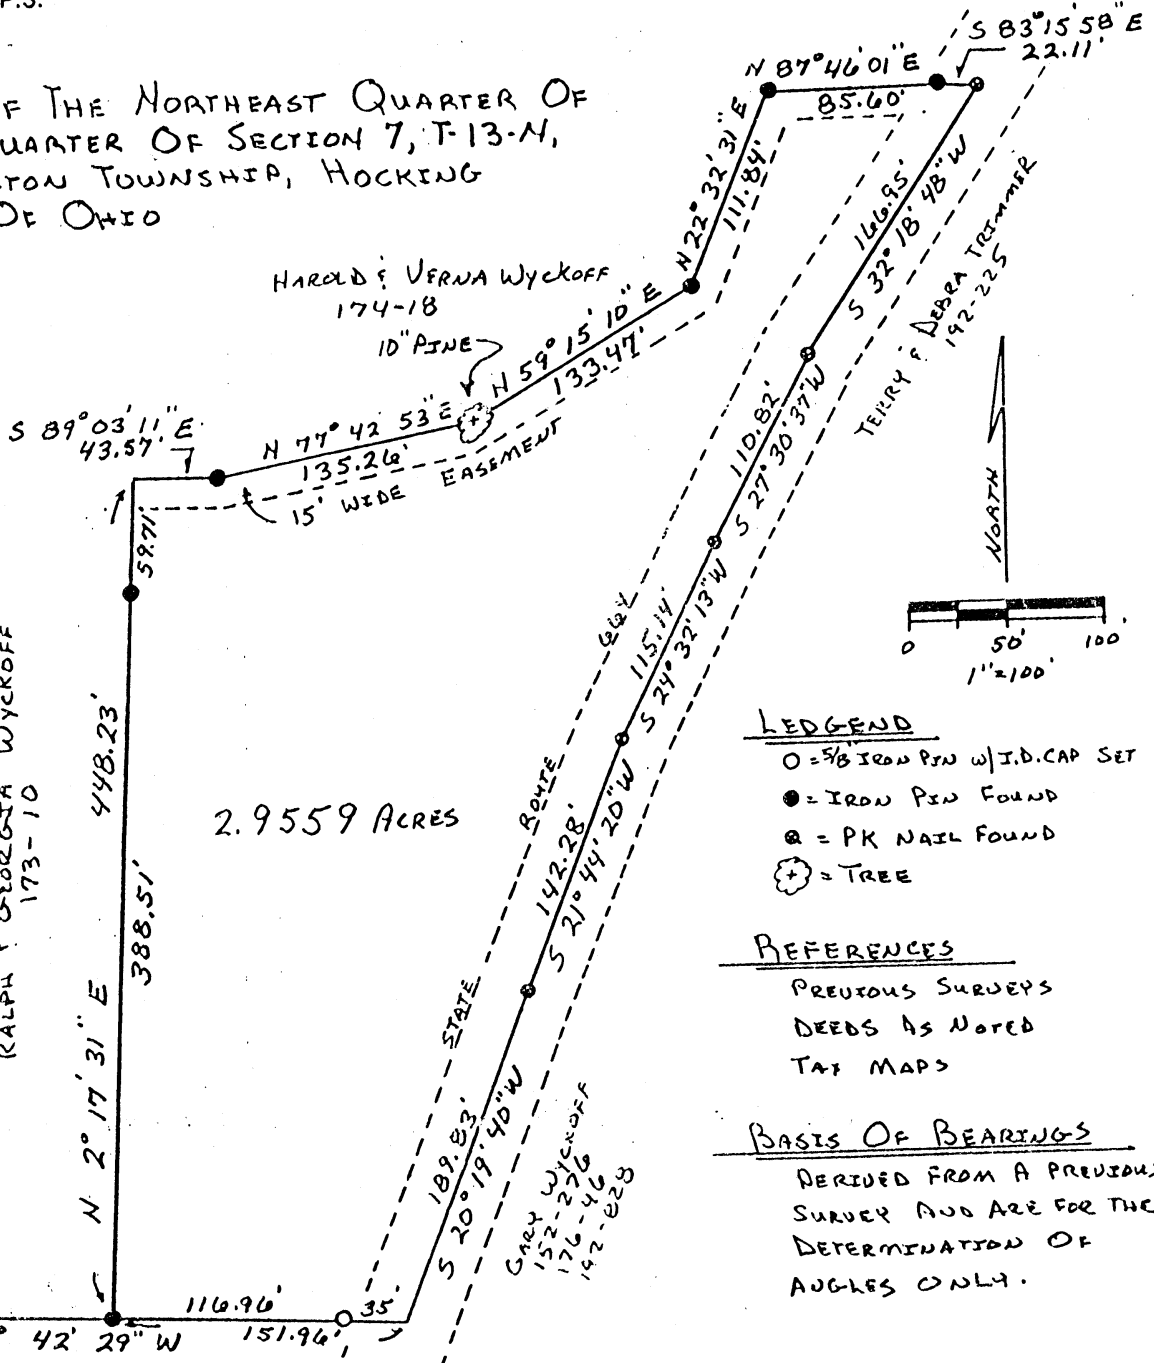 P.S.
F THE NORTHEAST QUARTER OF
UARTER OF SECTION 7, T-13-N,
TON TOWNSHIP, HOCKING
OF OHIO
S 83°15'58" E
22.11'
N 87°46'01" E
85.60'
N 22°32'31" E
111.84'
HAROLD & VERNA WYCKOFF
174-18
10" PINE
N 59° 15' 10" E
133.47'
S 89°03'11" E
43.57'
N 77° 42' 53" E
135.26'
15' WIDE EASEMENT
166.95'
S 32° 18' 48" W
TERRY & DEBRA TRIMMER
192-225
110.82'
S 27° 30' 37" W
115.14'
S 24° 32' 13" W
142.28'
S 21° 44' 20" W
189.83'
S 20° 19' 40" W
STATE ROUTE 664
GARY WYCKOFF
152-276
176-46
59.71'
448.23'
388.51'
N 2° 17' 31" E
RALPH & GEORGIA WYCKOFF
173-10
2.9559 ACRES
116.96'
35'
° 42' 29" W
151.96'
NORTH
0 50' 100'
1"=100'
LEDGEND
O = 5/8" IRON PIN W/ I.D. CAP SET
= IRON PIN FOUND
= PK NAIL FOUND
= TREE
REFERENCES
PREVIOUS SURVEYS
DEEDS AS NOTED
TAX MAPS
BASIS OF BEARINGS
DERIVED FROM A PREVIOUS
SURVEY AND ARE FOR THE
DETERMINATION OF
ANGLES ONLY.